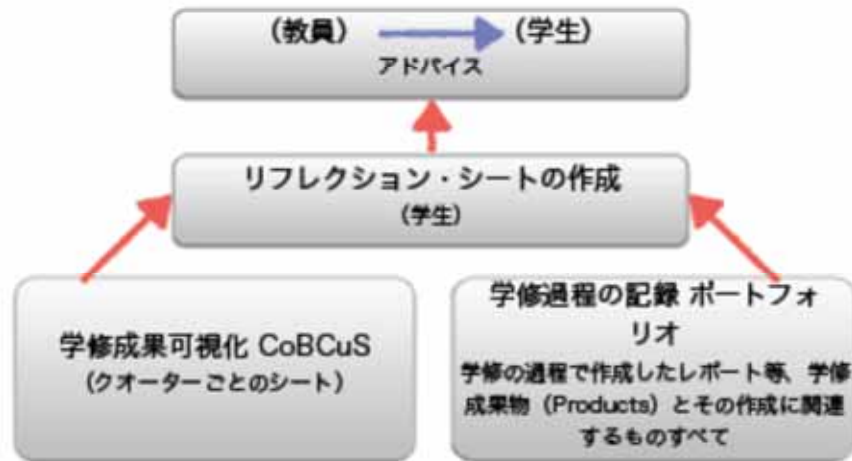 (教員) (学生)
アドバイス
リフレクション・シートの作成
(学生)
学修成果可視化 CoBCuS
(クオーターごとのシート)
学修過程の記録 ポートフォ
リオ
学修の過程で作成したレポート等、学修
成果物（Products）とその作成に関連
するものすべて